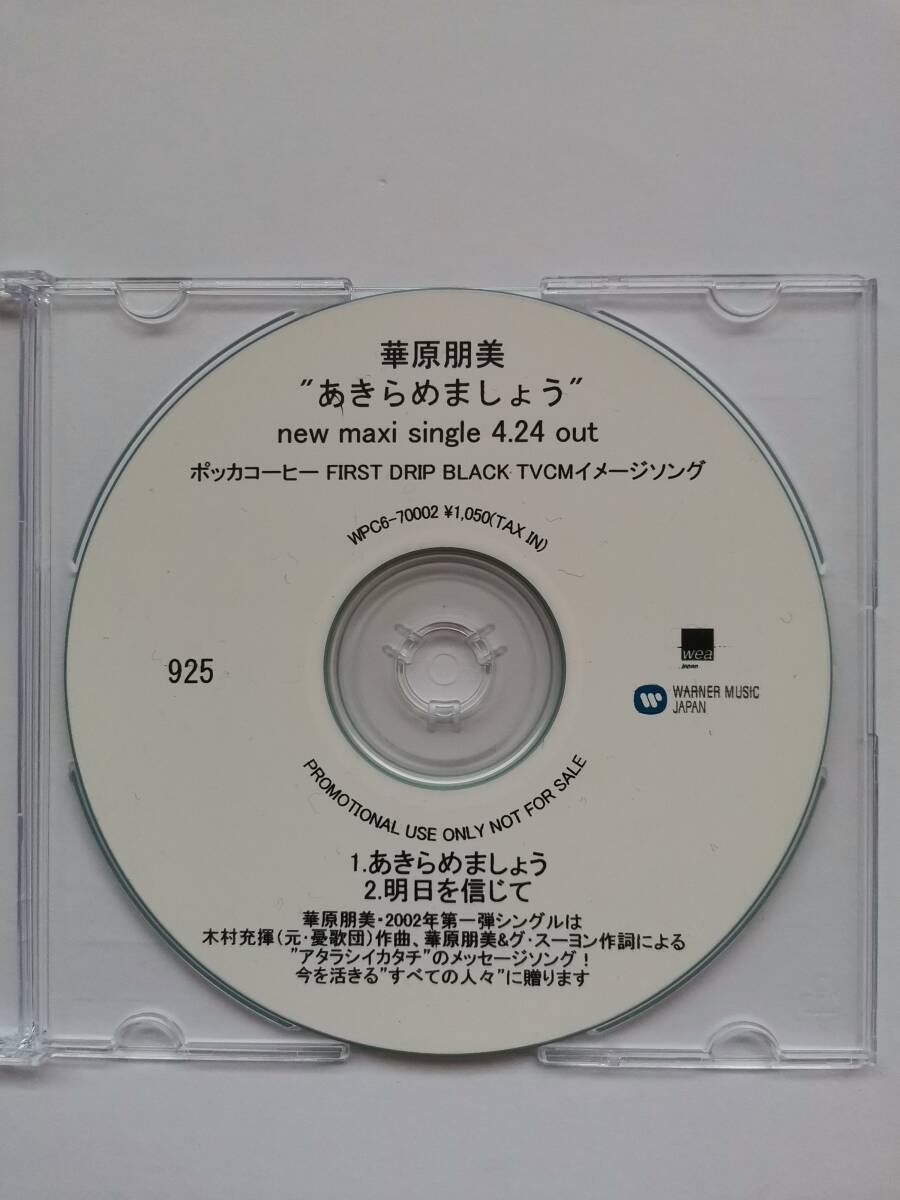 華原朋美
"あきらめましょう"
new maxi single 4.24 out
ポッカコーヒー FIRST DRIP BLACK TVCMイメージソング
WPC6-70002 ¥1,050(TAX IN)
925
wea
japan
WARNER MUSIC
JAPAN
PROMOTIONAL USE ONLY NOT FOR SALE
1.あきらめましょう
2.明日を信じて
華原朋美・2002年第一弾シングルは
木村充揮(元・憂歌団)作曲、華原朋美&グ・スーヨン作詞による
"アタラシイカタチ"のメッセージソング!
今を活きる"すべての人々"に贈ります